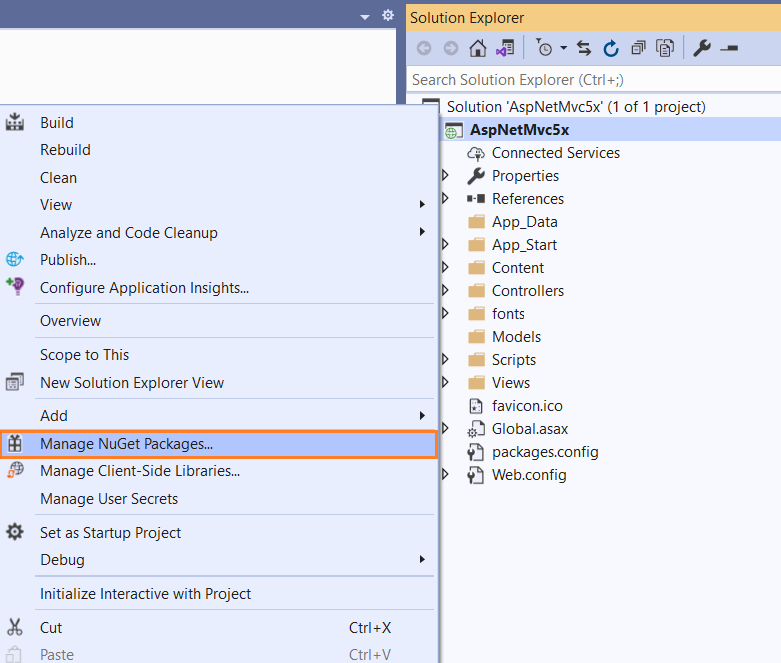 Solution Explorer
Search Solution Explorer (Ctrl+;)
Solution 'AspNetMvc5x' (1 of 1 project)
AspNetMvc5x
Connected Services
Properties
References
App_Data
App_Start
Content
Controllers
fonts
Models
Scripts
Views
favicon.ico
Global.asax
packages.config
Web.config
Build
Rebuild
Clean
View
Analyze and Code Cleanup
Publish...
Configure Application Insights...
Overview
Scope to This
New Solution Explorer View
Add
Manage NuGet Packages...
Manage Client-Side Libraries...
Manage User Secrets
Set as Startup Project
Debug
Initialize Interactive with Project
Cut Ctrl+X
Paste Ctrl+V